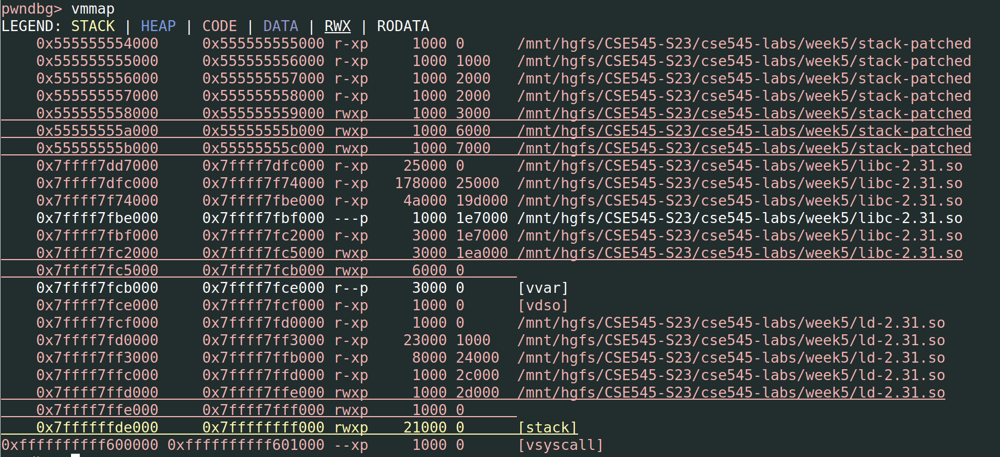 pwndbg> vmmap
LEGEND: STACK | HEAP | CODE | DATA | RWX | RODATA
0x555555554000 0x555555555000 r-xp 1000 0 /mnt/hgfs/CSE545-S23/cse545-labs/week5/stack-patched
0x555555555000 0x555555556000 r-xp 1000 1000 /mnt/hgfs/CSE545-S23/cse545-labs/week5/stack-patched
0x555555556000 0x555555557000 r-xp 1000 2000 /mnt/hgfs/CSE545-S23/cse545-labs/week5/stack-patched
0x555555557000 0x555555558000 r-xp 1000 2000 /mnt/hgfs/CSE545-S23/cse545-labs/week5/stack-patched
0x555555558000 0x555555559000 rwxp 1000 3000 /mnt/hgfs/CSE545-S23/cse545-labs/week5/stack-patched
0x55555555a000 0x55555555b000 rwxp 1000 6000 /mnt/hgfs/CSE545-S23/cse545-labs/week5/stack-patched
0x55555555b000 0x55555555c000 rwxp 1000 7000 /mnt/hgfs/CSE545-S23/cse545-labs/week5/stack-patched
0x7ffff7dd7000 0x7ffff7dfc000 r-xp 25000 0 /mnt/hgfs/CSE545-S23/cse545-labs/week5/libc-2.31.so
0x7ffff7dfc000 0x7ffff7f74000 r-xp 178000 25000 /mnt/hgfs/CSE545-S23/cse545-labs/week5/libc-2.31.so
0x7ffff7f74000 0x7ffff7fbe000 r-xp 4a000 19d000 /mnt/hgfs/CSE545-S23/cse545-labs/week5/libc-2.31.so
0x7ffff7fbe000 0x7ffff7fbf000 ---p 1000 1e7000 /mnt/hgfs/CSE545-S23/cse545-labs/week5/libc-2.31.so
0x7ffff7fbf000 0x7ffff7fc2000 r-xp 3000 1e7000 /mnt/hgfs/CSE545-S23/cse545-labs/week5/libc-2.31.so
0x7ffff7fc2000 0x7ffff7fc5000 rwxp 3000 1ea000 /mnt/hgfs/CSE545-S23/cse545-labs/week5/libc-2.31.so
0x7ffff7fc5000 0x7ffff7fcb000 rwxp 6000 0
0x7ffff7fcb000 0x7ffff7fce000 r--p 3000 0 [vvar]
0x7ffff7fce000 0x7ffff7fcf000 r-xp 1000 0 [vdso]
0x7ffff7fcf000 0x7ffff7fd0000 r-xp 1000 0 /mnt/hgfs/CSE545-S23/cse545-labs/week5/ld-2.31.so
0x7ffff7fd0000 0x7ffff7ff3000 r-xp 23000 1000 /mnt/hgfs/CSE545-S23/cse545-labs/week5/ld-2.31.so
0x7ffff7ff3000 0x7ffff7ffb000 r-xp 8000 24000 /mnt/hgfs/CSE545-S23/cse545-labs/week5/ld-2.31.so
0x7ffff7ffc000 0x7ffff7ffd000 r-xp 1000 2c000 /mnt/hgfs/CSE545-S23/cse545-labs/week5/ld-2.31.so
0x7ffff7ffd000 0x7ffff7ffe000 rwxp 1000 2d000 /mnt/hgfs/CSE545-S23/cse545-labs/week5/ld-2.31.so
0x7ffff7ffe000 0x7ffff7fff000 rwxp 1000 0
0x7ffffffde000 0x7ffffffff000 rwxp 21000 0 [stack]
0xffffffffff600000 0xffffffffff601000 --xp 1000 0 [vsyscall]